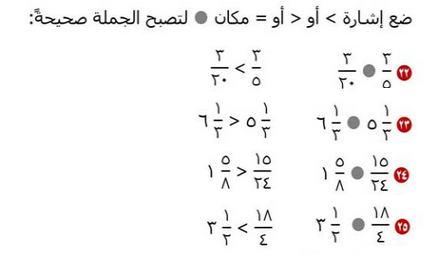 ضع إشارة > أو < أو = مكان ● لتصبح الجملة صحيحةً:
٢٢ ٣/٥ ● ٣/٢٠ ٣/٥ > ٣/٢٠
٢٣ ٥ ١/٣ ● ٦ ١/٣ ٥ ١/٣ < ٦ ١/٣
٢٤ ١٥/٢٤ ● ١ ٥/٨ ١٥/٢٤ < ١ ٥/٨
٢٥ ١٨/٤ ● ٣ ١/٢ ١٨/٤ > ٣ ١/٢